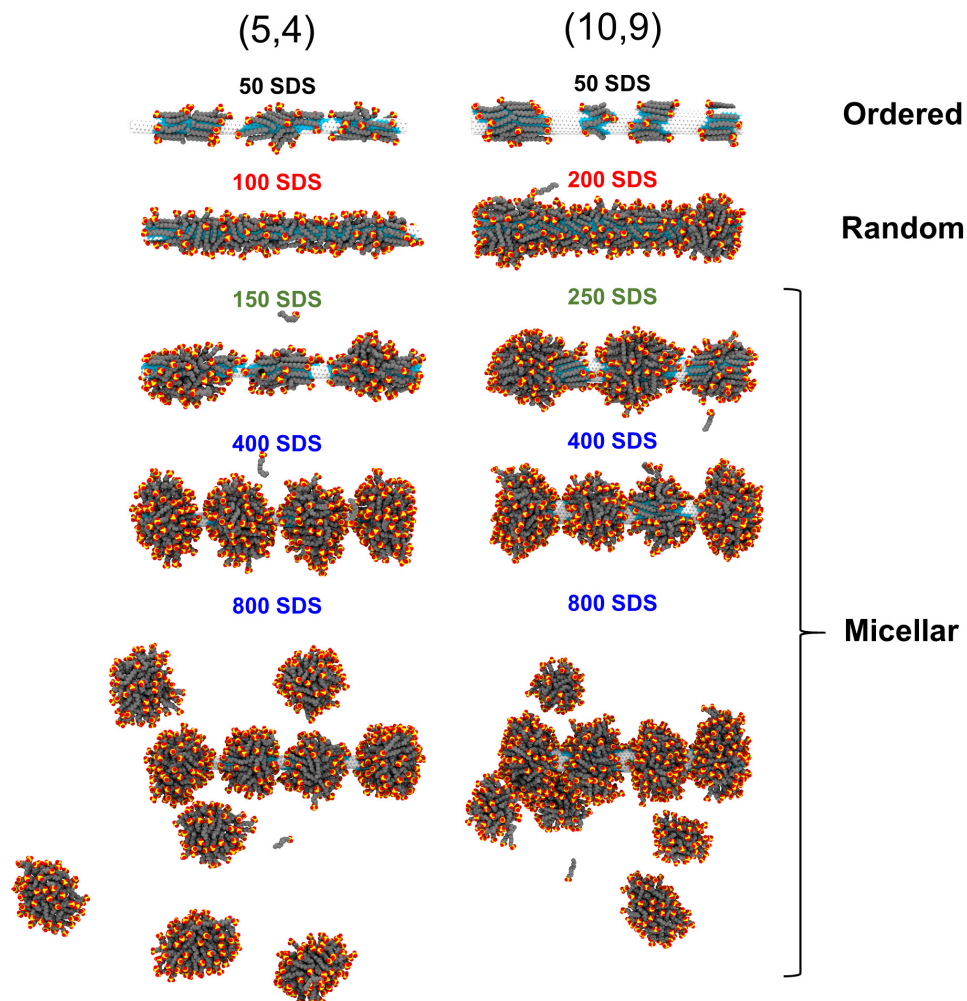 (5,4)
(10,9)
50 SDS
50 SDS
Ordered
100 SDS
200 SDS
Random
150 SDS
250 SDS
400 SDS
400 SDS
800 SDS
800 SDS
Micellar